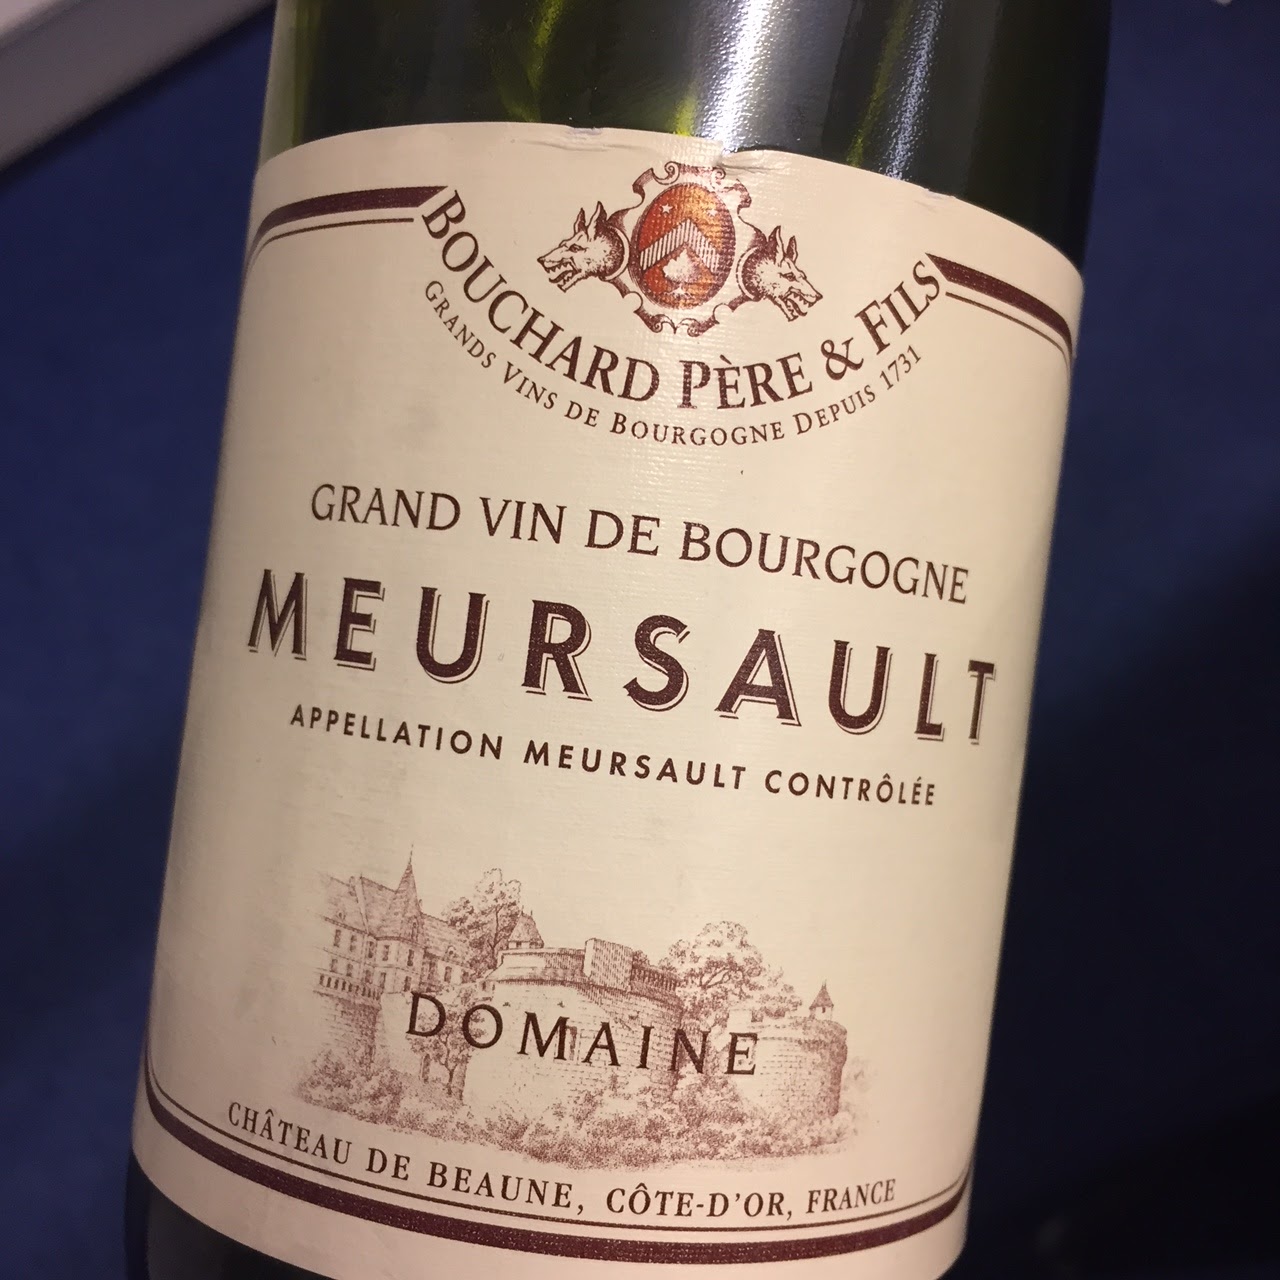 BOUCHARD PÈRE & FILS
GRANDS VINS DE BOURGOGNE DEPUIS 1731
GRAND VIN DE BOURGOGNE
MEURSAULT
APPELLATION MEURSAULT CONTRÔLÉE
DOMAINE
CHÂTEAU DE BEAUNE, CÔTE-D'OR, FRANCE